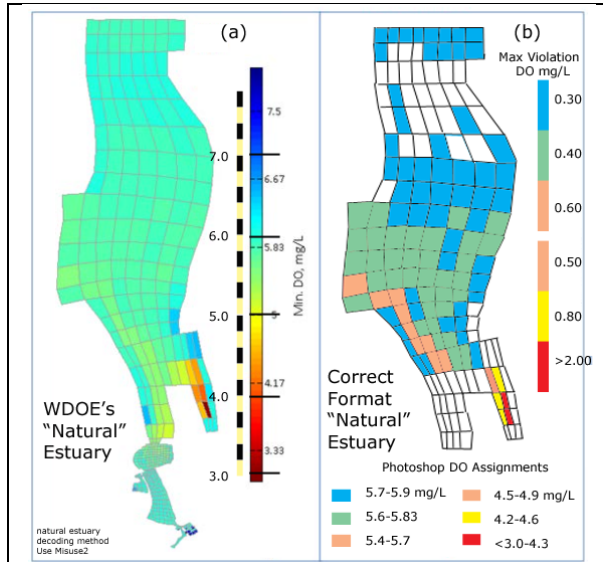 (a)
7.5
7.0
6.67
6.0
5.83
5.0
5
4.17
4.0
3.33
3.0
Min. DO, mg/L
WDOE's
"Natural"
Estuary
natural estuary
decoding method
Use Misuse2
(b)
Max Violation
DO mg/L
0.30
0.40
0.60
0.50
0.80
>2.00
Correct
Format
"Natural"
Estuary
Photoshop DO Assignments
5.7-5.9 mg/L
4.5-4.9 mg/L
5.6-5.83
4.2-4.6
5.4-5.7
<3.0-4.3